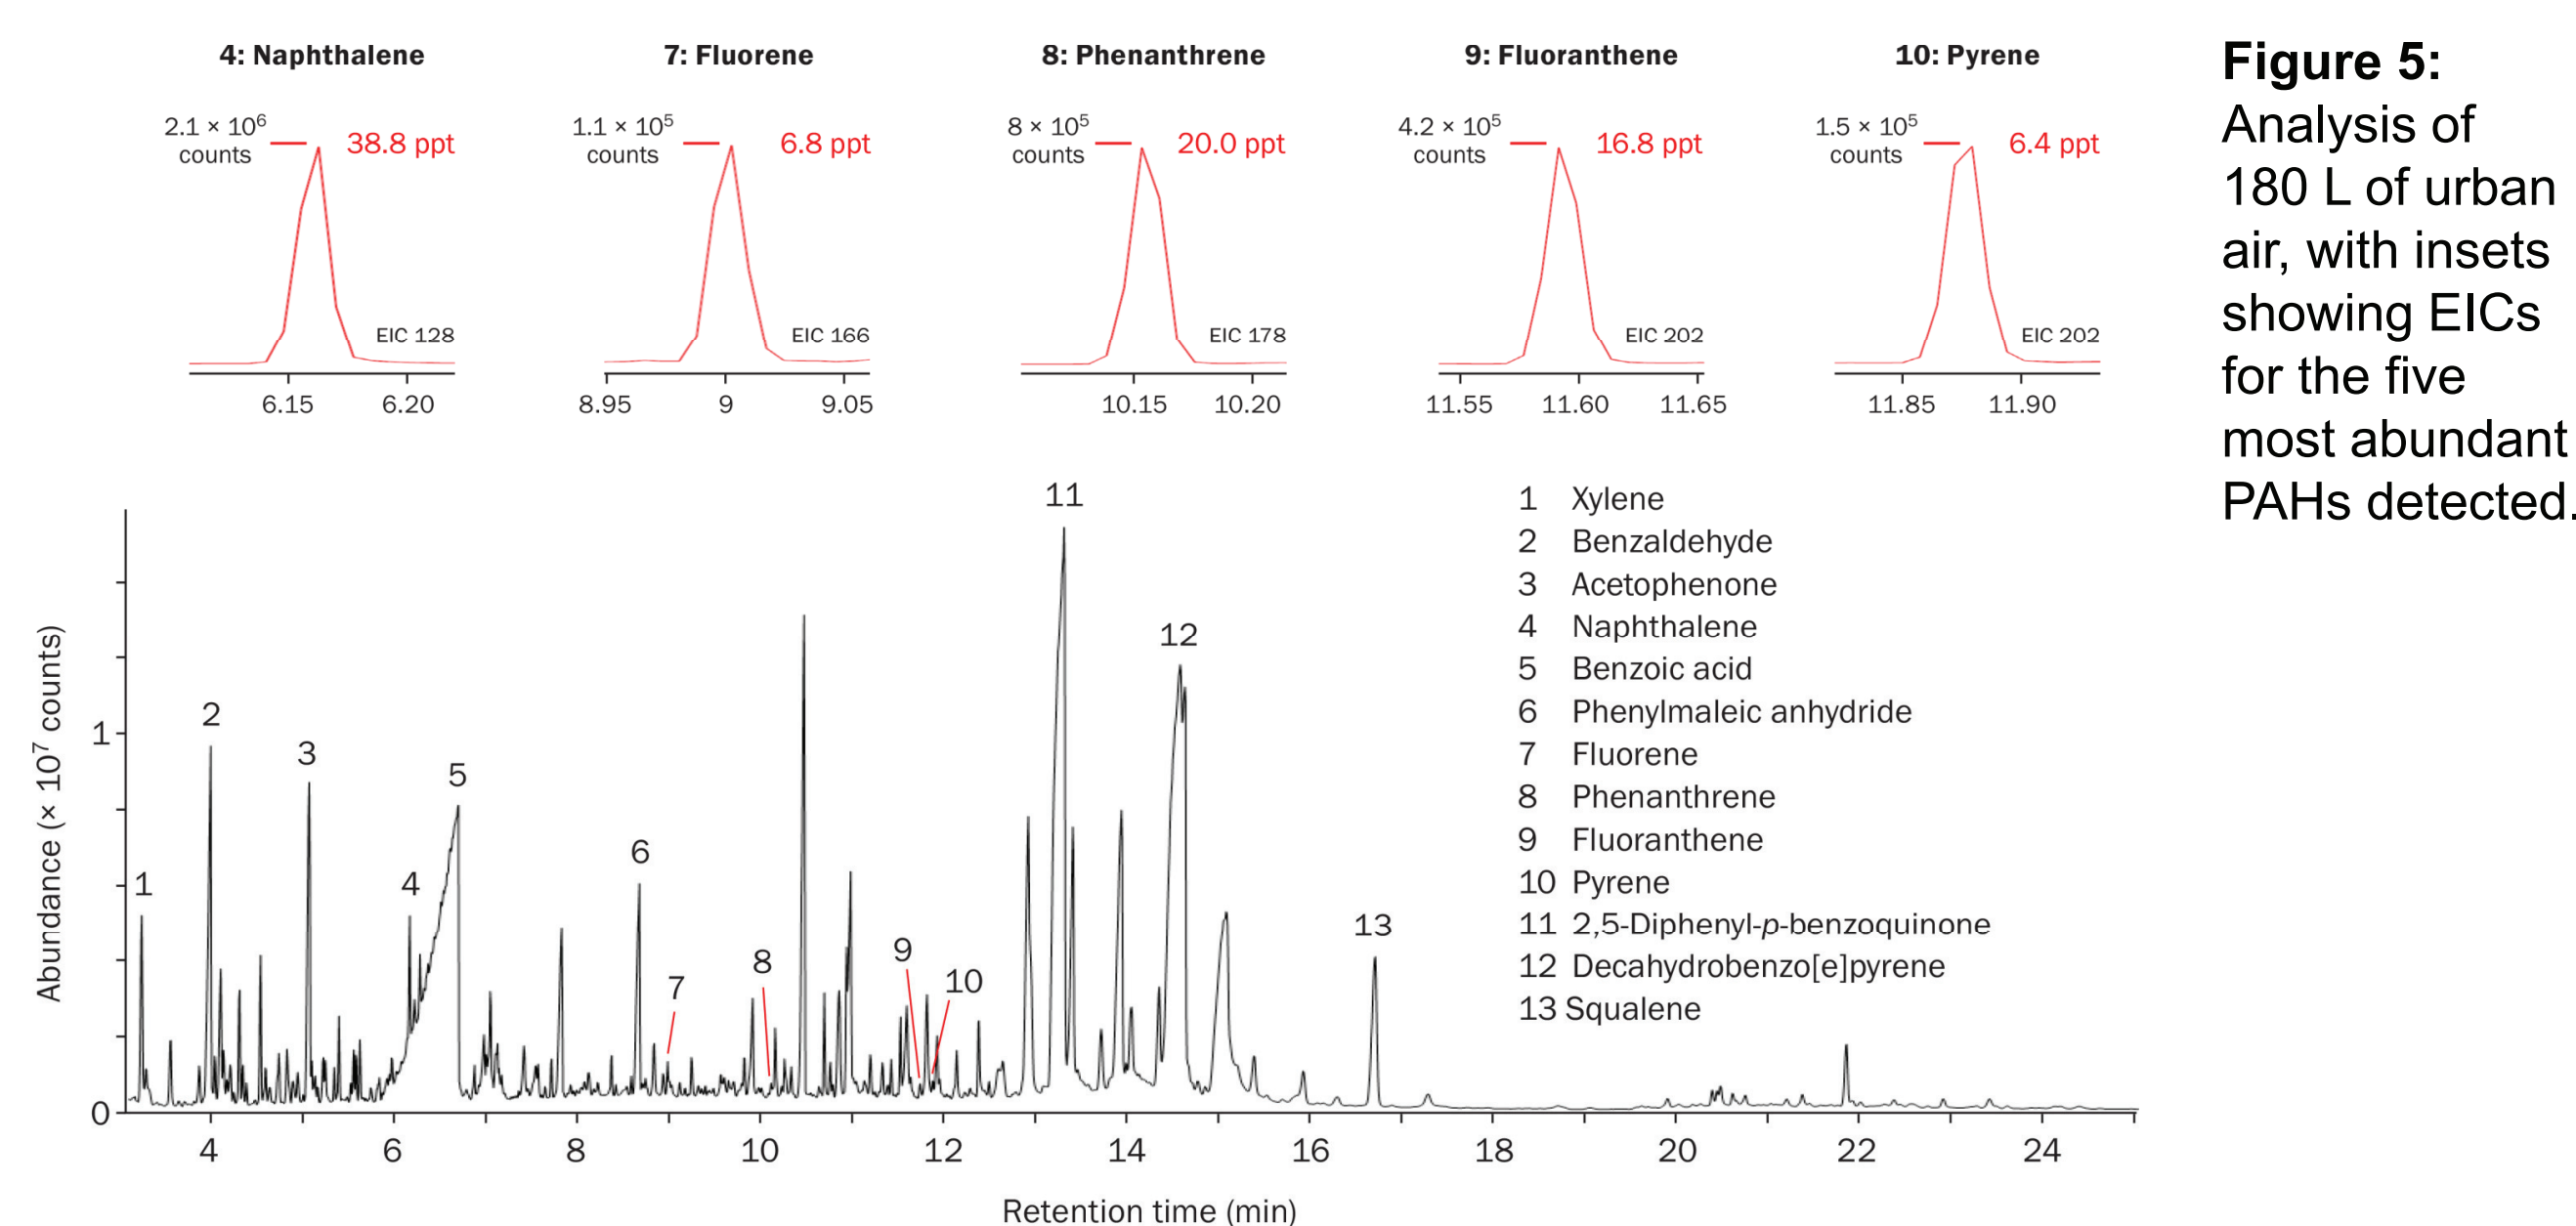 4: Naphthalene
7: Fluorene
8: Phenanthrene
9: Fluoranthene
10: Pyrene
2.1 × 10⁶
counts
38.8 ppt
EIC 128
6.15 6.20
1.1 × 10⁵
counts
6.8 ppt
EIC 166
8.95 9 9.05
8 × 10⁵
counts
20.0 ppt
EIC 178
10.15 10.20
4.2 × 10⁵
counts
16.8 ppt
EIC 202
11.55 11.60 11.65
1.5 × 10⁵
counts
6.4 ppt
EIC 202
11.85 11.90
Figure 5:
Analysis of
180 L of urban
air, with insets
showing EICs
for the five
most abundant
PAHs detected.
Abundance (× 10⁷ counts)
1
0
1
2
3
4
5
6
7
8
9
10
11
12
13
1 Xylene
2 Benzaldehyde
3 Acetophenone
4 Naphthalene
5 Benzoic acid
6 Phenylmaleic anhydride
7 Fluorene
8 Phenanthrene
9 Fluoranthene
10 Pyrene
11 2,5-Diphenyl-p-benzoquinone
12 Decahydrobenzo[e]pyrene
13 Squalene
4 6 8 10 12 14 16 18 20 22 24
Retention time (min)